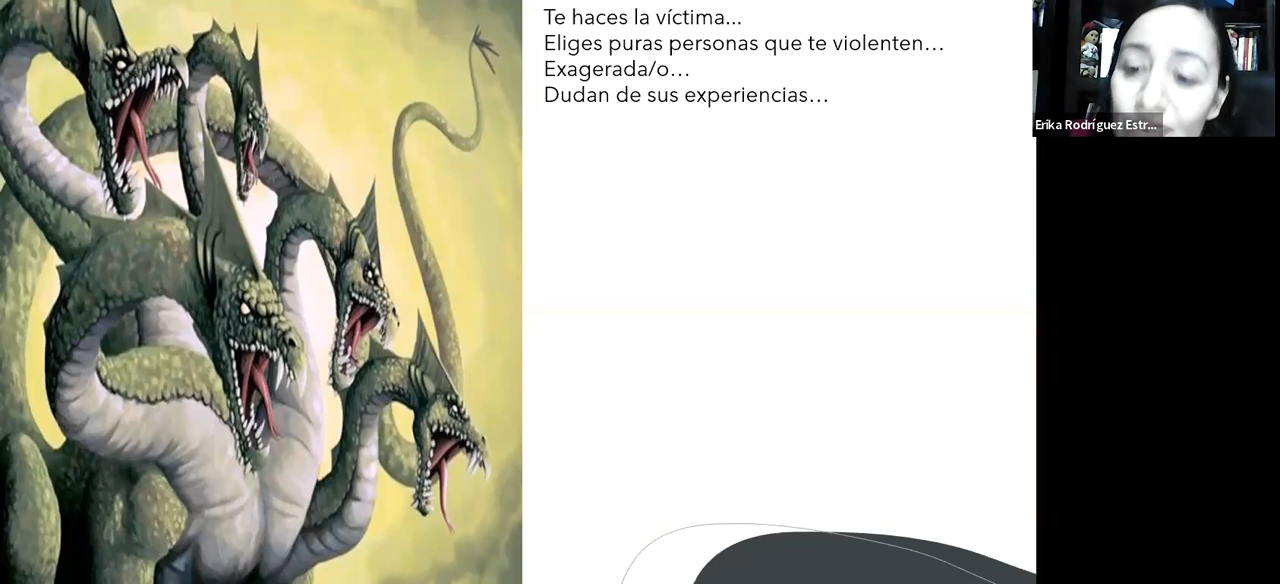 Te haces la víctima...
Eliges puras personas que te violenten...
Exagerada/o...
Dudan de sus experiencias...
Erika Rodríguez Estr...